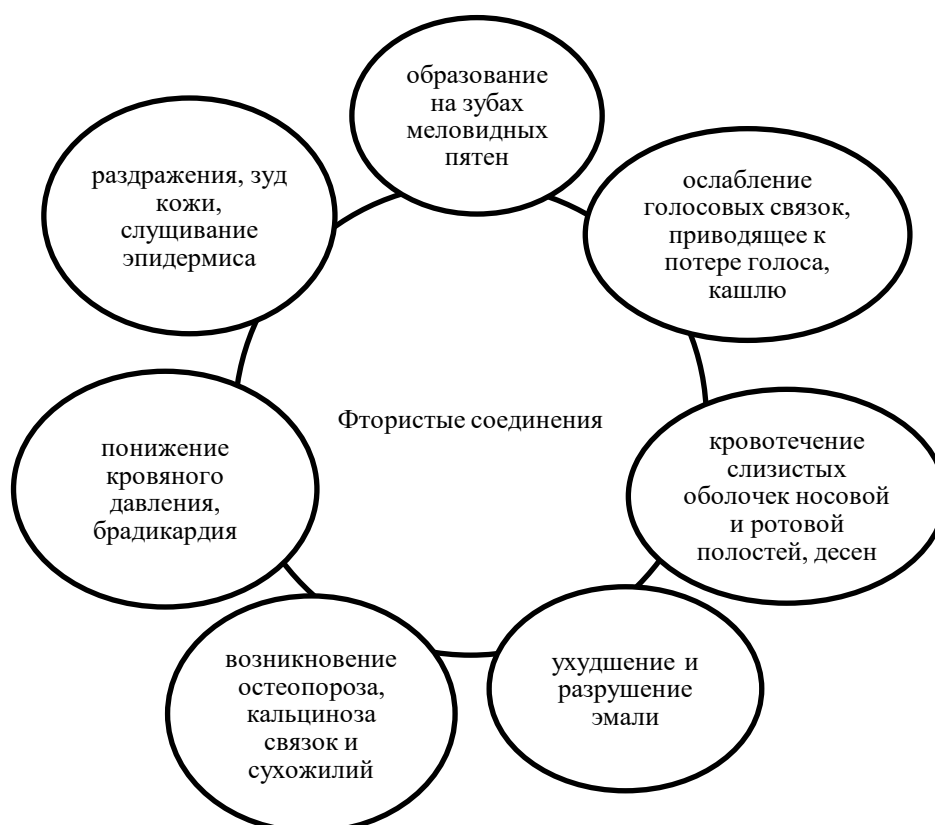 образование
на зубах
меловидных
пятен
ослабление
голосовых связок,
приводящее к
потере голоса,
кашлю
кровотечение
слизистых
оболочек носовой
и ротовой
полостей, десен
ухудшение и
разрушение
эмали
возникновение
остеопороза,
кальциноза
связок и
сухожилий
понижение
кровяного
давления,
брадикардия
раздражения, зуд
кожи,
слущивание
эпидермиса
Фтористые соединения